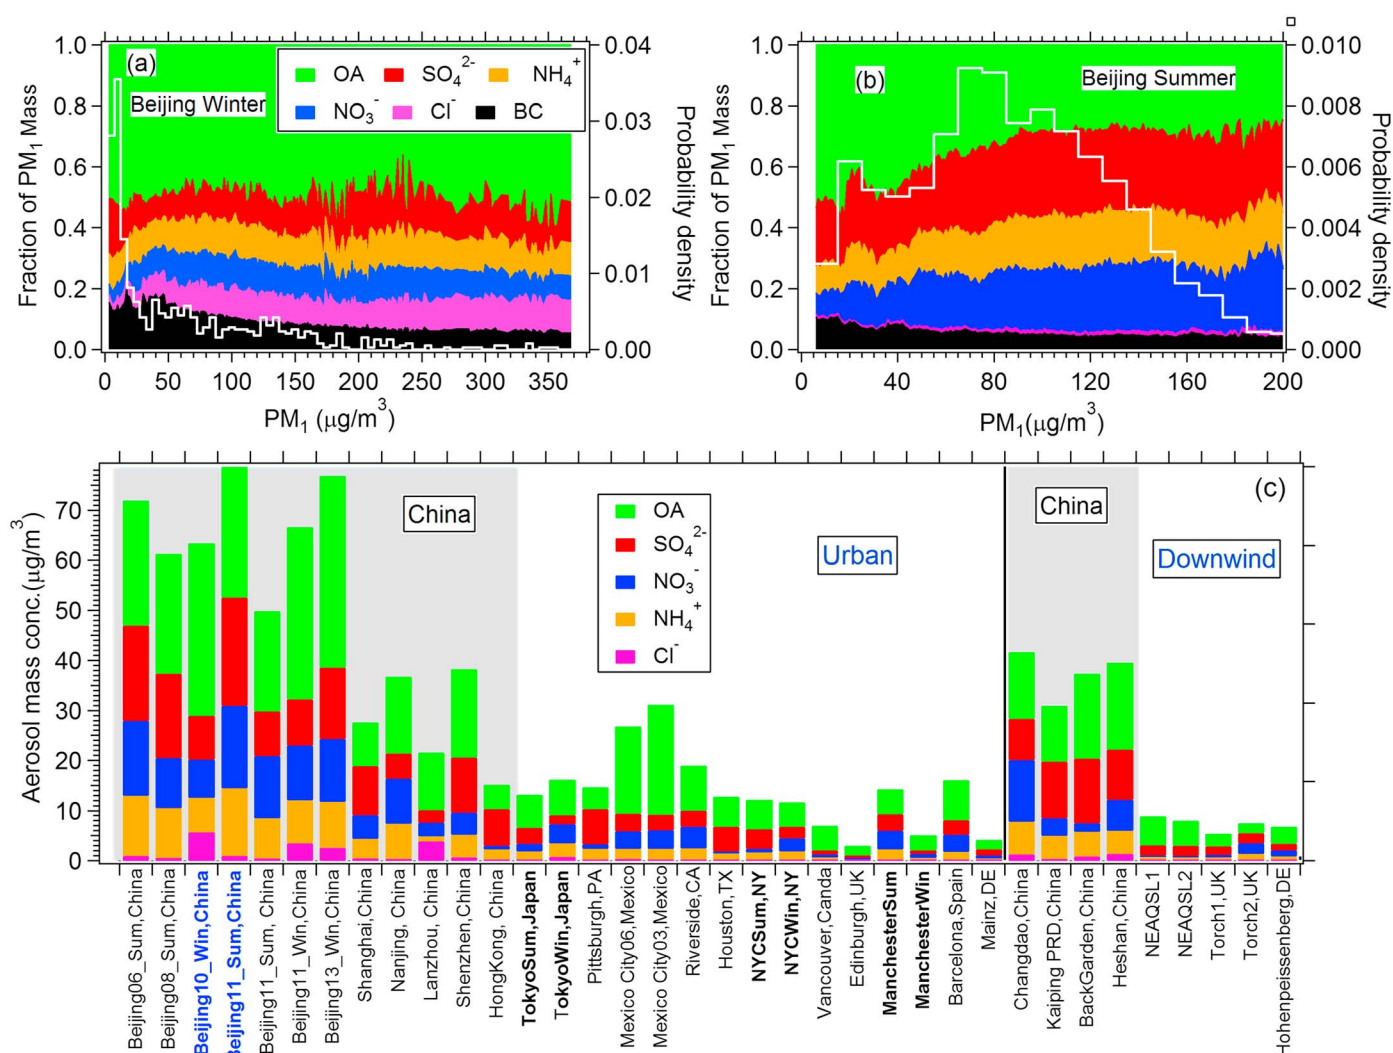 (a)
Beijing Winter
OA SO₄²⁻ NH₄⁺
NO₃⁻ Cl⁻ BC
Fraction of PM₁ Mass
1.0
0.8
0.6
0.4
0.2
0.0
0.04
0.03
0.02
0.01
0.00
Probability density
0 50 100 150 200 250 300 350
PM₁ (μg/m³)
(b)
Beijing Summer
Fraction of PM₁ Mass
1.0
0.8
0.6
0.4
0.2
0.0
0.010
0.008
0.006
0.004
0.002
0.000
Probability density
0 40 80 120 160 200
PM₁(μg/m³)
(c)
China
Urban
China
Downwind
OA
SO₄²⁻
NO₃⁻
NH₄⁺
Cl⁻
Aerosol mass conc.(μg/m³)
70
60
50
40
30
20
10
0
Beijing06_Sum,China
Beijing08_Sum,China
Beijing10_Win,China
Beijing11_Sum,China
Beijing11_Sum, China
Beijing11_Win,China
Beijing13_Win,China
Shanghai,China
Nanjing, China
Lanzhou, China
Shenzhen,China
HongKong, China
TokyoSum,Japan
TokyoWin,Japan
Pittsburgh,PA
Mexico City06,Mexico
Mexico City03,Mexico
Riverside,CA
Houston,TX
NYCSum,NY
NYCWin,NY
Vancouver,Canda
Edinburgh,UK
ManchesterSum
ManchesterWin
Barcelona,Spain
Mainz,DE
Changdao,China
Kaiping PRD,China
BackGarden,China
Heshan,China
NEAQSL1
NEAQSL2
Torch1,UK
Torch2,UK
Hohenpeissenberg,DE